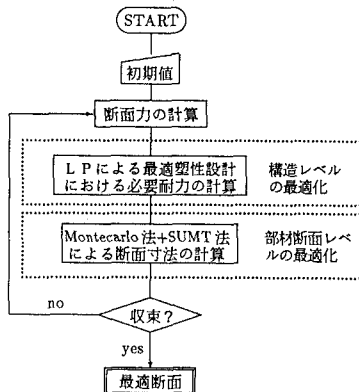 START
初期値
断面力の計算
LPによる最適塑性設計
における必要耐力の計算
構造レベル
の最適化
Montecarlo法+SUMT法
による断面寸法の計算
部材断面レベ
ルの最適化
no
収束?
yes
最適断面